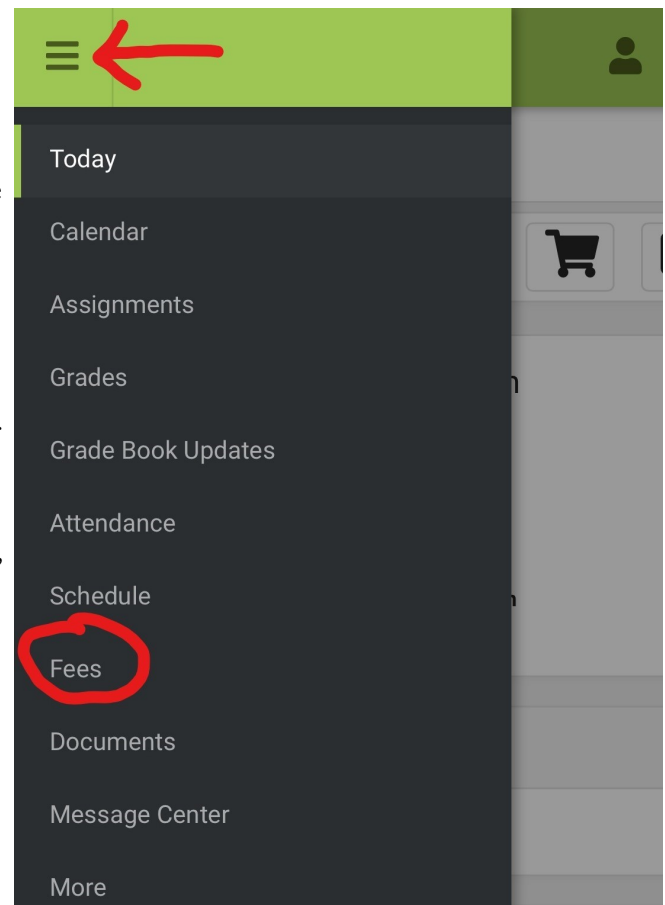 Today
Calendar
Assignments
Grades
Grade Book Updates
Attendance
Schedule
Fees
Documents
Message Center
More